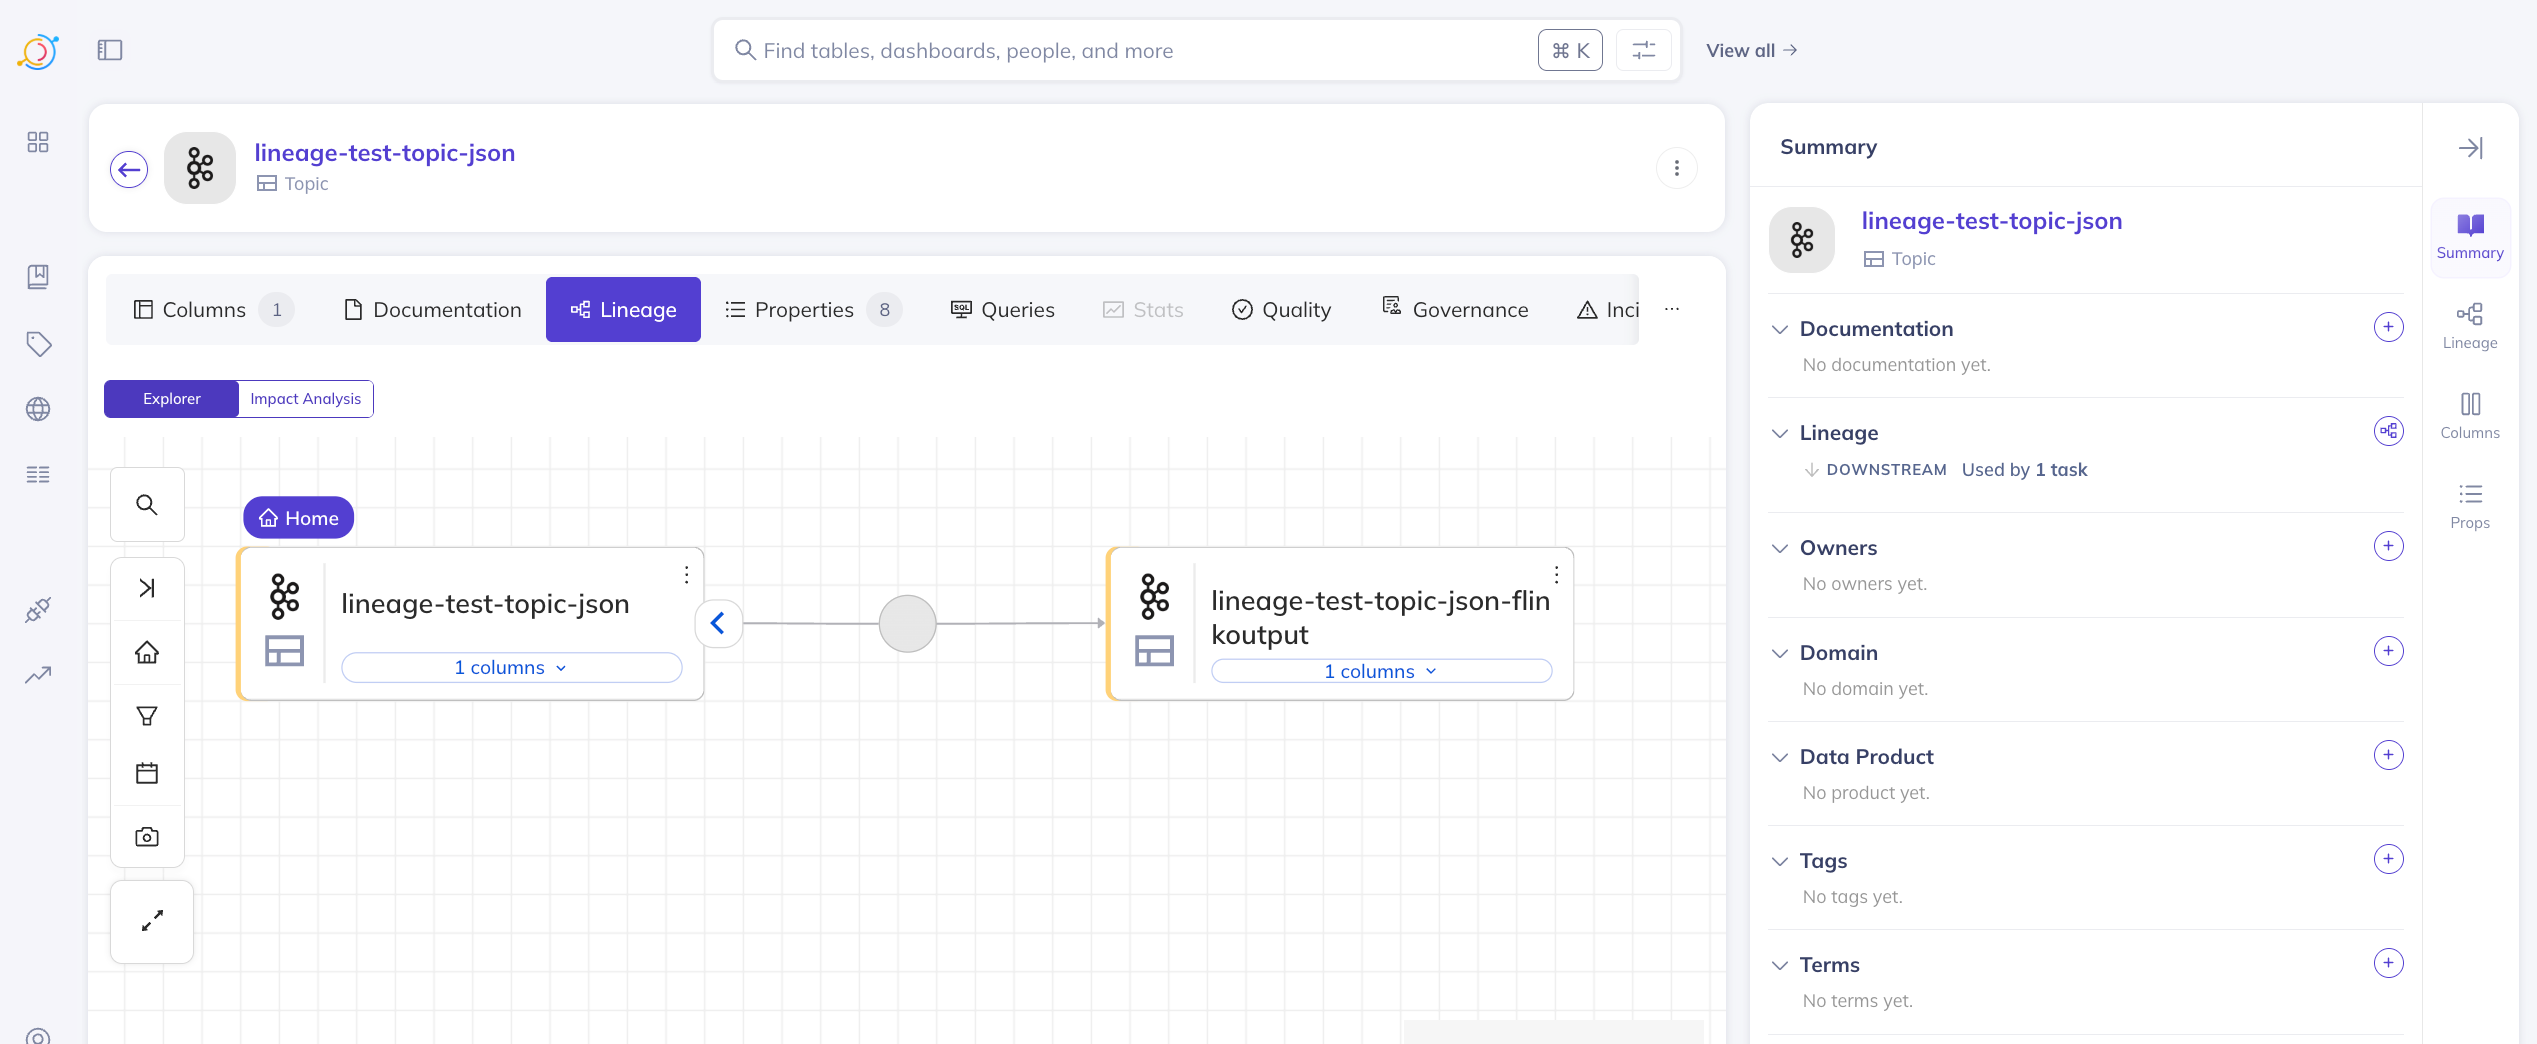 Find tables, dashboards, people, and more
⌘ K
View all
lineage-test-topic-json
Topic
Columns 1
Documentation
Lineage
Properties 8
SQL
Queries
Stats
Quality
Governance
Inci
...
Explorer
Impact Analysis
Home
lineage-test-topic-json
1 columns
lineage-test-topic-json-flin
koutput
1 columns
Summary
lineage-test-topic-json
Topic
Documentation
No documentation yet.
Lineage
DOWNSTREAM Used by 1 task
Owners
No owners yet.
Domain
No domain yet.
Data Product
No product yet.
Tags
No tags yet.
Terms
No terms yet.
Summary
Lineage
Columns
Props